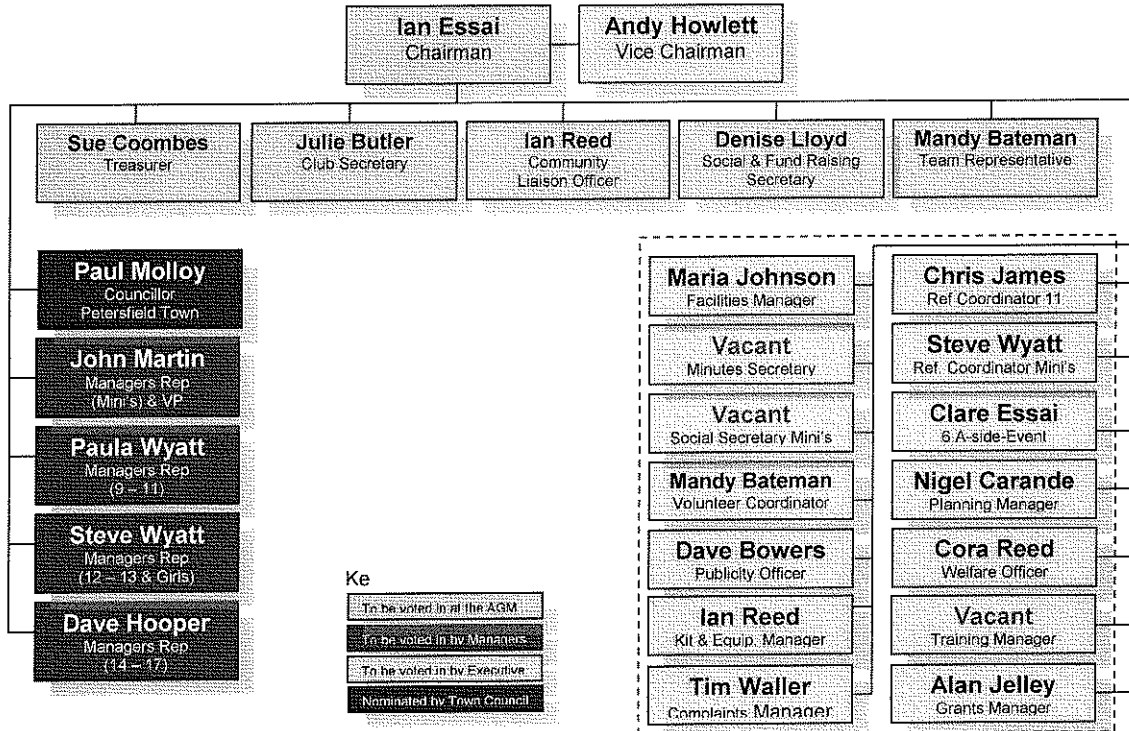 Ian Essai
Chairman
Andy Howlett
Vice Chairman
Sue Coombes
Treasurer
Julie Butler
Club Secretary
Ian Reed
Community
Liaison Officer
Denise Lloyd
Social & Fund Raising
Secretary
Mandy Bateman
Team Representative
Paul Molloy
Councillor
Petersfield Town
John Martin
Managers Rep
(Mini's) & VP
Paula Wyatt
Managers Rep
(9 – 11)
Steve Wyatt
Managers Rep
(12 – 13 & Girls)
Dave Hooper
Managers Rep
(14 – 17)
Ke
To be voted in at the AGM
To be voted in by Managers
To be voted in by Executive
Nominated by Town Council
Maria Johnson
Facilities Manager
Vacant
Minutes Secretary
Vacant
Social Secretary Mini's
Mandy Bateman
Volunteer Coordinator
Dave Bowers
Publicity Officer
Ian Reed
Kit & Equip. Manager
Tim Waller
Complaints Manager
Chris James
Ref Coordinator 11
Steve Wyatt
Ref. Coordinator Mini's
Clare Essai
6 A-side-Event
Nigel Carande
Planning Manager
Cora Reed
Welfare Officer
Vacant
Training Manager
Alan Jelley
Grants Manager